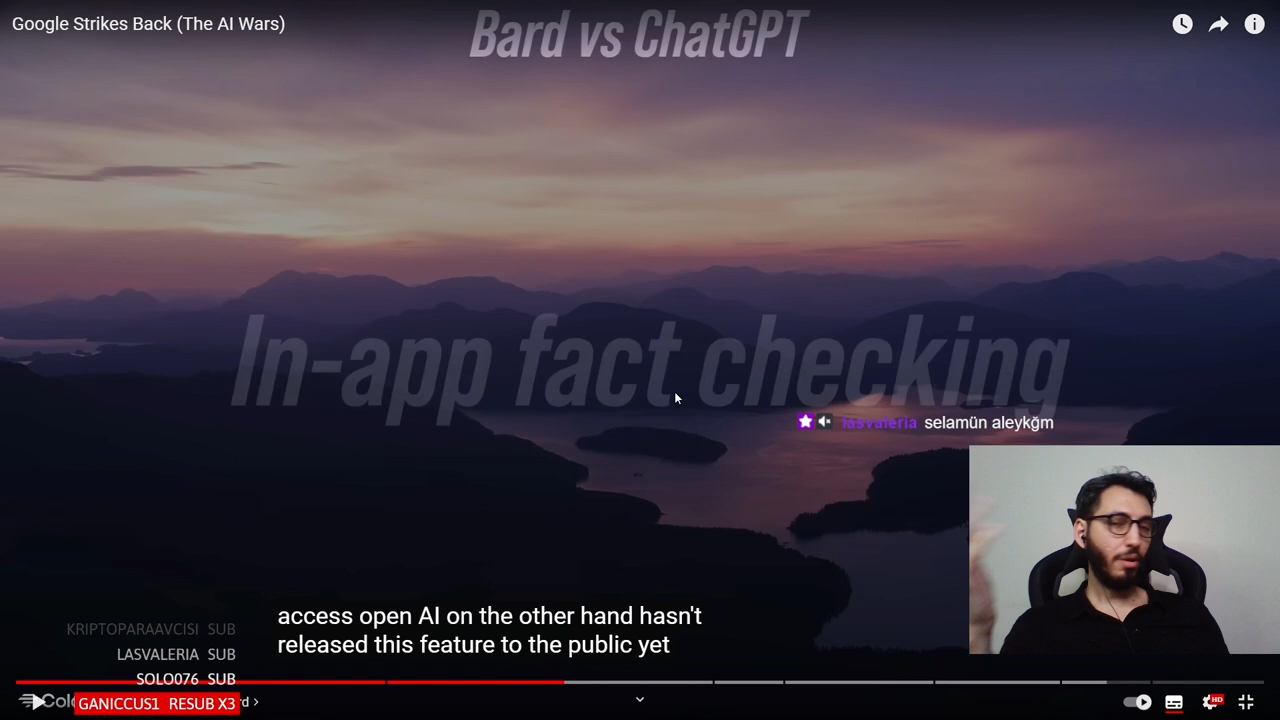 Google Strikes Back (The AI Wars)
Bard vs ChatGPT
In-app fact checking
lasvaleria selamün aleykğm
access open AI on the other hand hasn't
released this feature to the public yet
KRIPTOPARAAVCISI SUB
LASVALERIA SUB
SOLO076 SUB
GANICCUS1 RESUB X3
HD